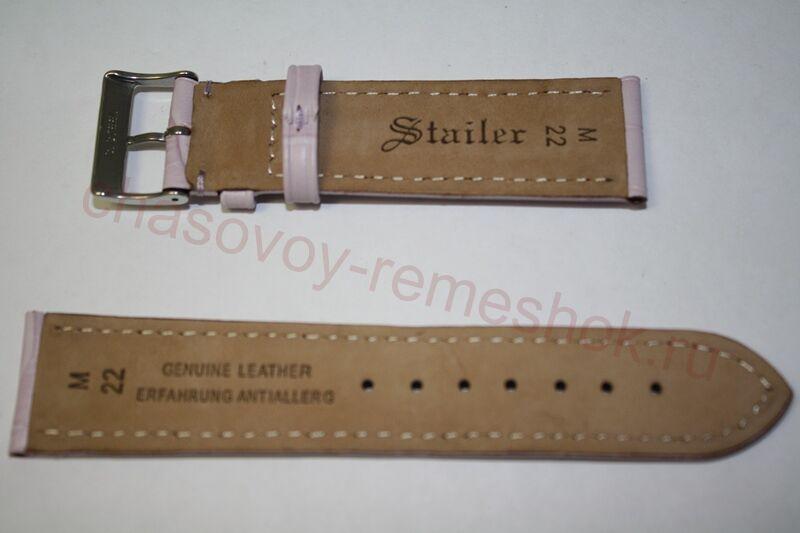 Stailer
M
22
chasovoy-remeshok.ru
M
22
GENUINE LEATHER
ERFAHRUNG ANTIALLERG